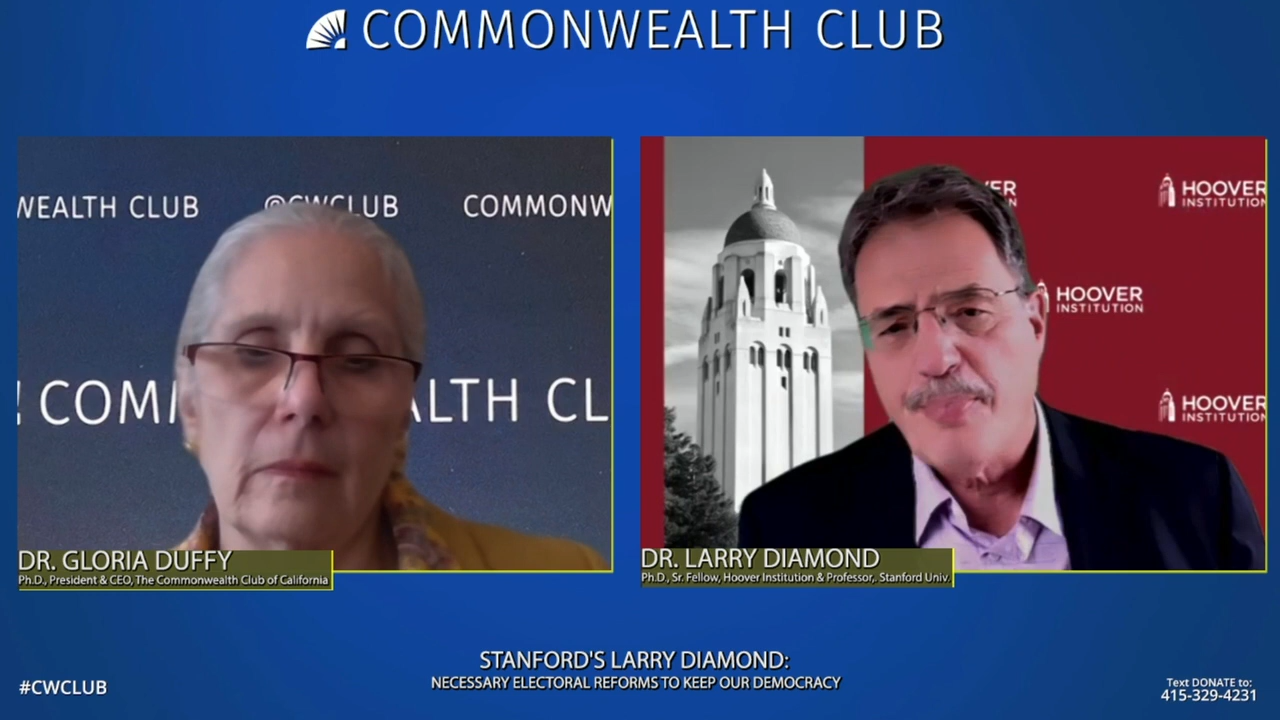 COMMONWEALTH CLUB
WEALTH CLUB @CWCLUB COMMONW
! COMM ALTH CL
DR. GLORIA DUFFY
Ph.D., President & CEO, The Commonwealth Club of California
ER
N
HOOVER
INSTITUTION
HOOVER
INSTITUTION
HOOVER
INSTITUTION
DR. LARRY DIAMOND
Ph.D., Sr. Fellow, Hoover Institution & Professor,. Stanford Univ.
STANFORD'S LARRY DIAMOND:
NECESSARY ELECTORAL REFORMS TO KEEP OUR DEMOCRACY
#CWCLUB
Text DONATE to:
415-329-4231